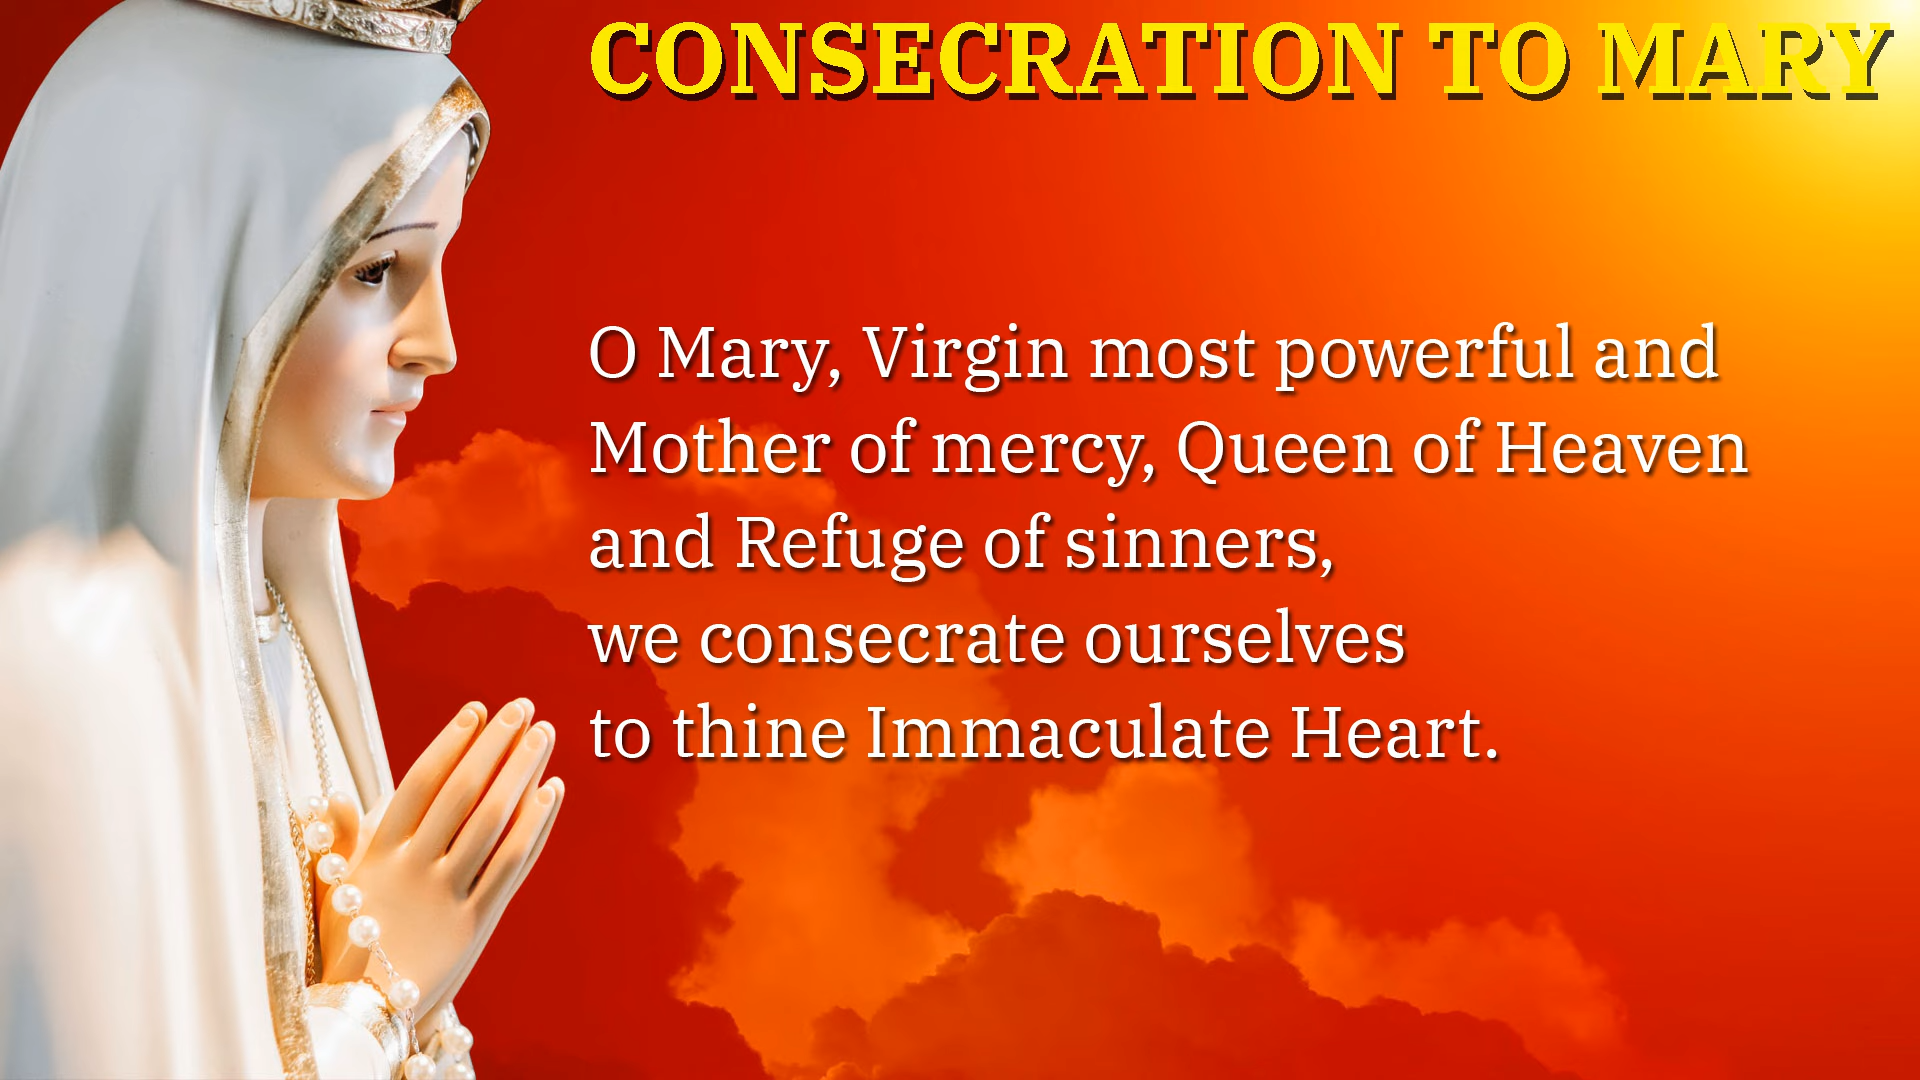 CONSECRATION TO MARY
O Mary, Virgin most powerful and
Mother of mercy, Queen of Heaven
and Refuge of sinners,
we consecrate ourselves
to thine Immaculate Heart.